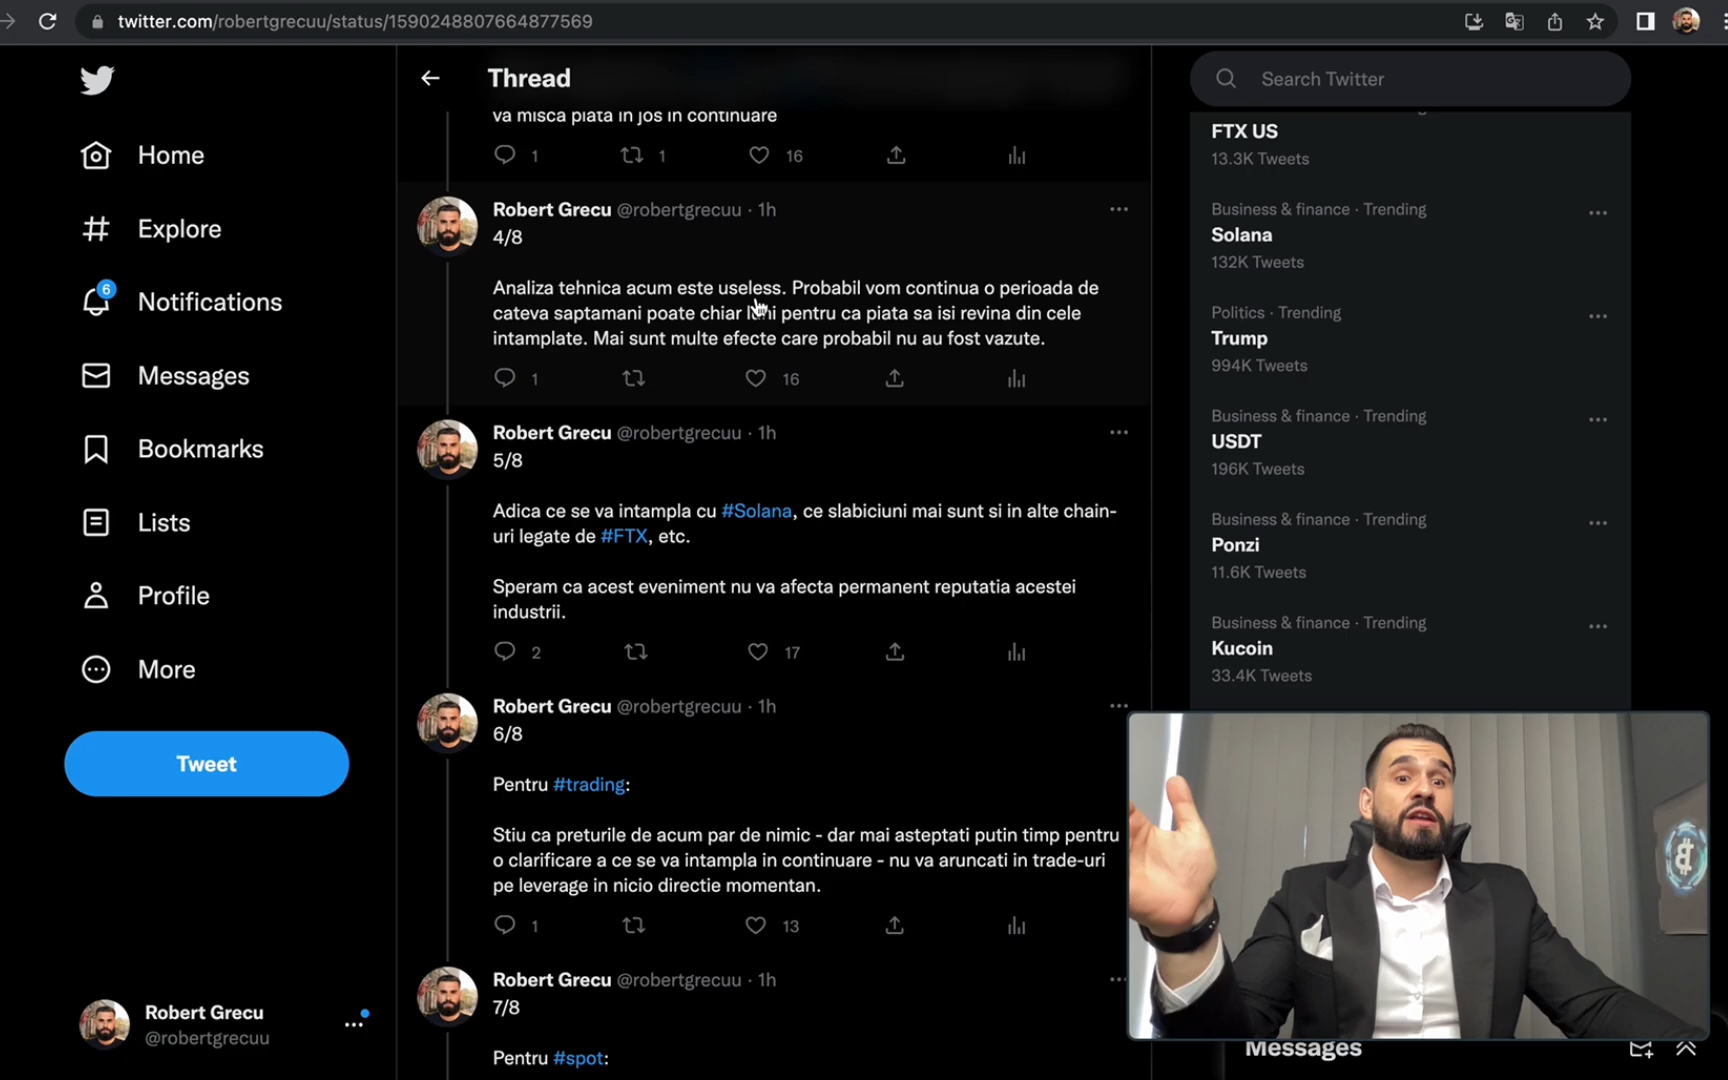 twitter.com/robertgrecuu/status/1590248807664877569
Home
Explore
6
Notifications
Messages
Bookmarks
Lists
Profile
More
Tweet
Robert Grecu
@robertgrecuu
Thread
va misca piata in jos in continuare
1 1 16
Robert Grecu @robertgrecuu · 1h
4/8
Analiza tehnica acum este useless. Probabil vom continua o perioada de
cateva saptamani poate chiar luni pentru ca piata sa isi revina din cele
intamplate. Mai sunt multe efecte care probabil nu au fost vazute.
1 16
Robert Grecu @robertgrecuu · 1h
5/8
Adica ce se va intampla cu #Solana, ce slabiciuni mai sunt si in alte chain-
uri legate de #FTX, etc.
Speram ca acest eveniment nu va afecta permanent reputatia acestei
industrii.
2 17
Robert Grecu @robertgrecuu · 1h
6/8
Pentru #trading:
Stiu ca preturile de acum par de nimic - dar mai asteptati putin timp pentru
o clarificare a ce se va intampla in continuare - nu va aruncati in trade-uri
pe leverage in nicio directie momentan.
1 13
Robert Grecu @robertgrecuu · 1h
7/8
Pentru #spot:
Search Twitter
FTX US
13.3K Tweets
Business & finance · Trending
Solana
132K Tweets
Politics · Trending
Trump
994K Tweets
Business & finance · Trending
USDT
196K Tweets
Business & finance · Trending
Ponzi
11.6K Tweets
Business & finance · Trending
Kucoin
33.4K Tweets
Messages